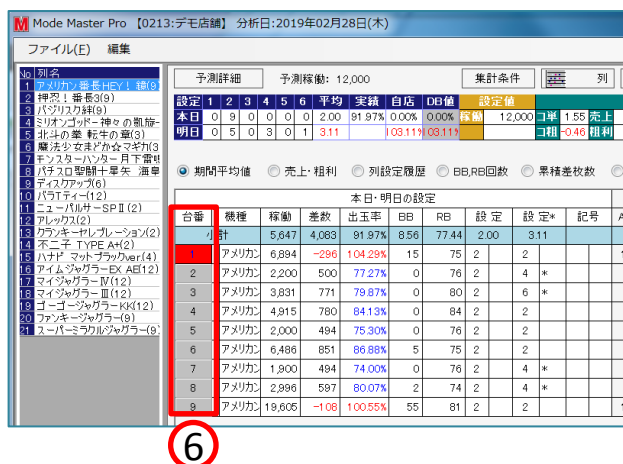 Mode Master Pro 【0213:デモ店舗】 分析日:2019年02月28日(木)
ファイル(F) 編集
No 列名
1 アメリカン番長HEY！鏡(9)
2 押忍！番長3(9)
3 バジリスク絆(9)
4 ミリオンゴッド-神々の凱旋-
5 北斗の拳 転生の章(3)
6 魔法少女まどか☆マギカ(3
7 モンスターハンター 月下雷鳴
8 パチスロ聖闘士星矢 海皇
9 ディスクアップ(6)
10 バラティー(12)
11 ニューパルサーSPⅡ(2)
12 アレックス(2)
13 クランキーセレブレーション(2)
14 不二子 TYPE A+(2)
15 ハナビ マットブラックver.(4)
16 アイムジャグラーEX AE(12)
17 マイジャグラーⅣ(12)
18 マイジャグラーⅢ(12)
19 ゴーゴージャグラーKK(12)
20 ファンキージャグラー(9)
21 スーパーミラクルジャグラー(9)
予測詳細 予測稼働: 12,000 集計条件 列
設定 1 2 3 4 5 6 平均 実績 自店 DB値 設定値
本日 0 9 0 0 0 0 2.00 91.97% 0.00% 0.00% 稼働 12,000 コ単 1.55 売上
明日 0 5 0 3 0 1 3.11 103.11% 103.11% コ粗 -0.46 粗利
期間平均値 売上・粗利 列設定履歴 BB,RB回数 累積差枚数
本日・明日の設定
台番 機種 稼働 差数 出玉率 BB RB 設定 設定* 記号
小計 5,647 4,083 91.97% 8.56 77.44 2.00 3.11
1 アメリカン 6,894 -296 104.29% 15 75 2 2
2 アメリカン 2,200 500 77.27% 0 76 2 4 *
3 アメリカン 3,831 771 79.87% 0 80 2 6 *
4 アメリカン 4,915 780 84.13% 0 84 2 2
5 アメリカン 2,000 494 75.30% 0 76 2 2
6 アメリカン 6,486 851 86.88% 5 75 2 2
7 アメリカン 1,900 494 74.00% 0 76 2 4 *
8 アメリカン 2,996 597 80.07% 2 74 2 4 *
9 アメリカン 19,605 -108 100.55% 55 81 2 2
⑥